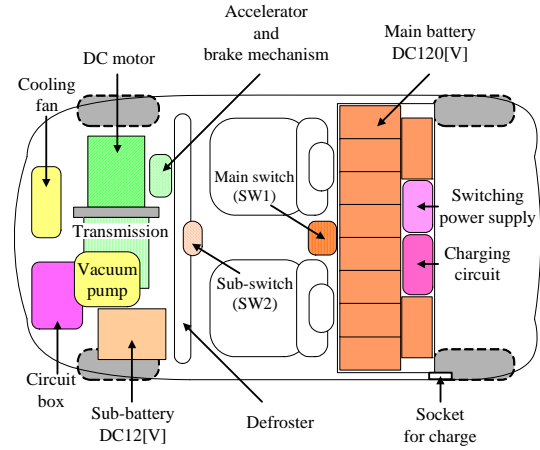 Accelerator
and
brake mechanism
Main battery
DC120[V]
DC motor
Cooling
fan
Main switch
(SW1)
Switching
power supply
Transmission
Charging
circuit
Vacuum
pump
Sub-switch
(SW2)
Circuit
box
Sub-battery
DC12[V]
Defroster
Socket
for charge